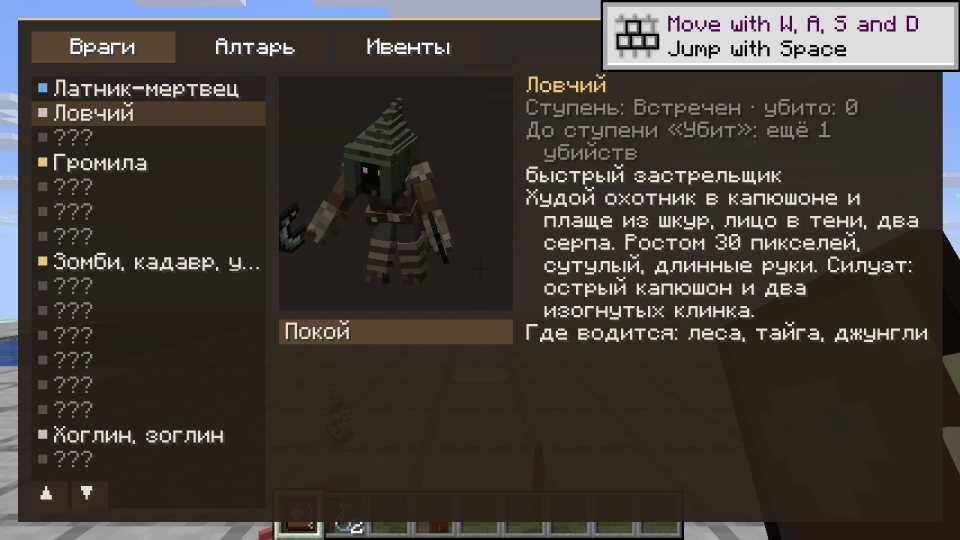 Враги
Алтарь
Ивенты
Move with W, A, S and D
Jump with Space
Латник-мертвец
Ловчий
???
Громила
???
???
???
Зомби, кадавр, у...
???
???
???
???
???
???
Хоглин, зоглин
???
▲ ▼
Покой
Ловчий
Ступень: Встречен · убито: 0
До ступени «Убит»: ещё 1
убийств
быстрый застрельщик
Худой охотник в капюшоне и
плаще из шкур, лицо в тени, два
серпа. Ростом 30 пикселей,
сутулый, длинные руки. Силуэт:
острый капюшон и два
изогнутых клинка.
Где водится: леса, тайга, джунгли
2